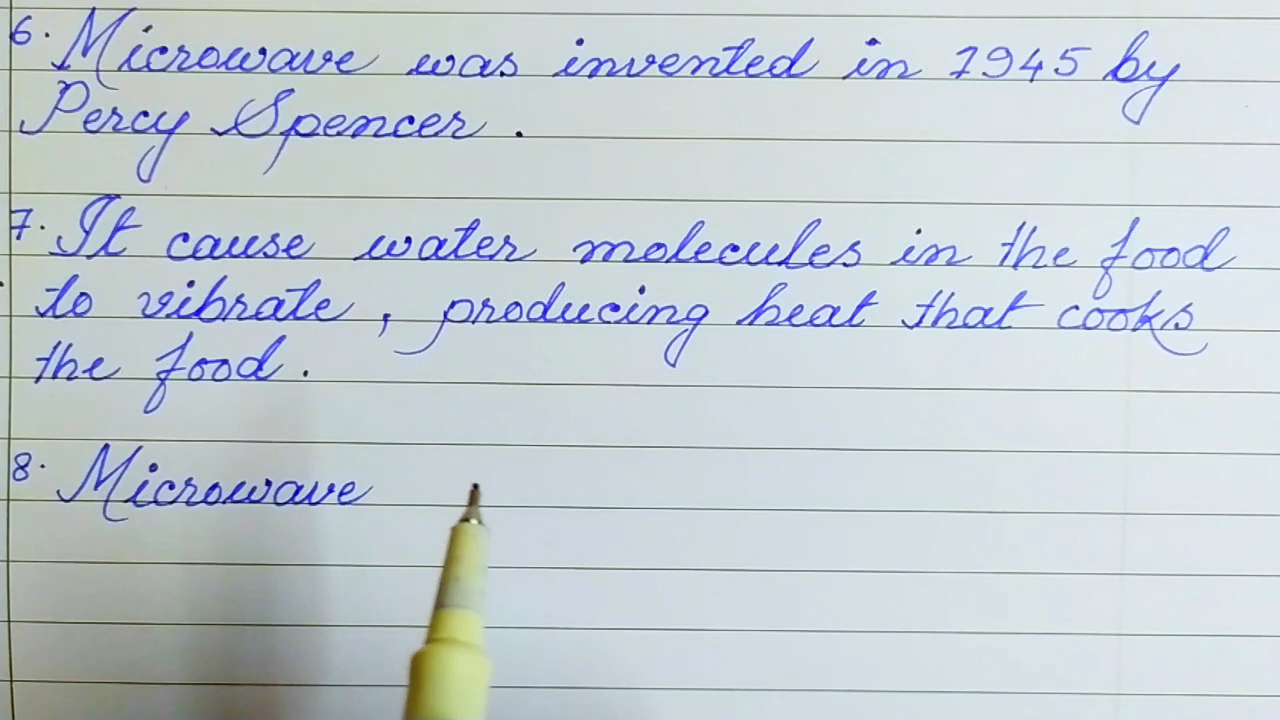 6. Microwave was invented in 1945 by
Percy Spencer.
7. It cause water molecules in the food
to vibrate, producing heat that cooks
the food.
8. Microwave